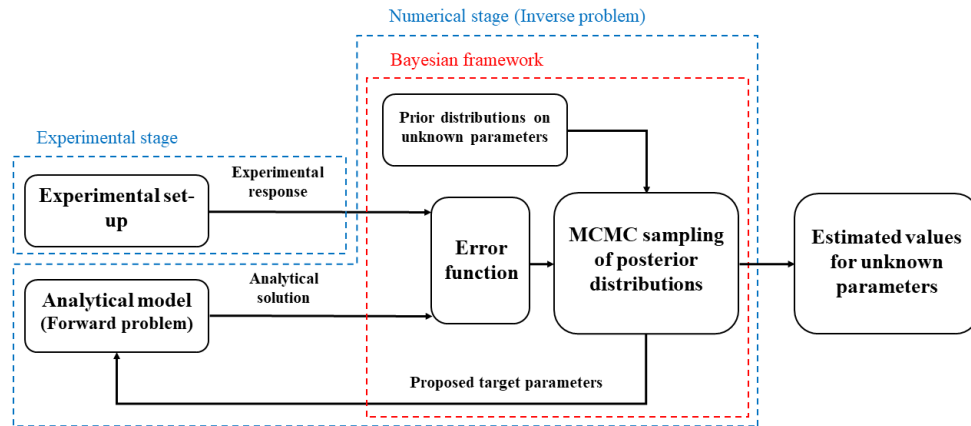 Numerical stage (Inverse problem)
Bayesian framework
Prior distributions on
unknown parameters
Experimental stage
Experimental set-
up
Experimental
response
Error
function
MCMC sampling
of posterior
distributions
Estimated values
for unknown
parameters
Analytical model
(Forward problem)
Analytical
solution
Proposed target parameters